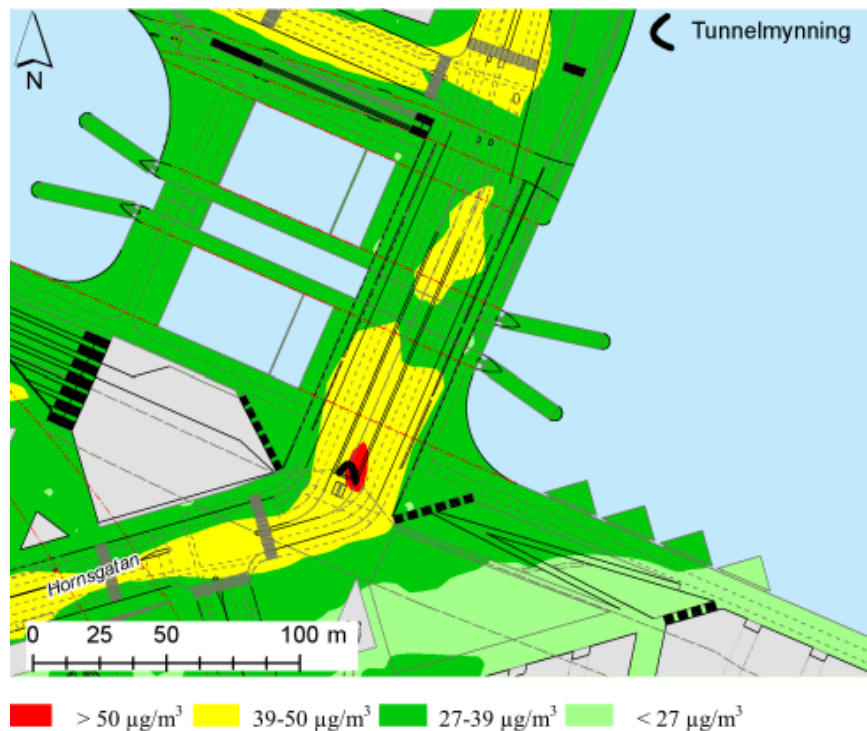 Tunnelmynning
N
Hornsgatan
0 25 50 100 m
> 50 µg/m³ 39-50 µg/m³ 27-39 µg/m³ < 27 µg/m³